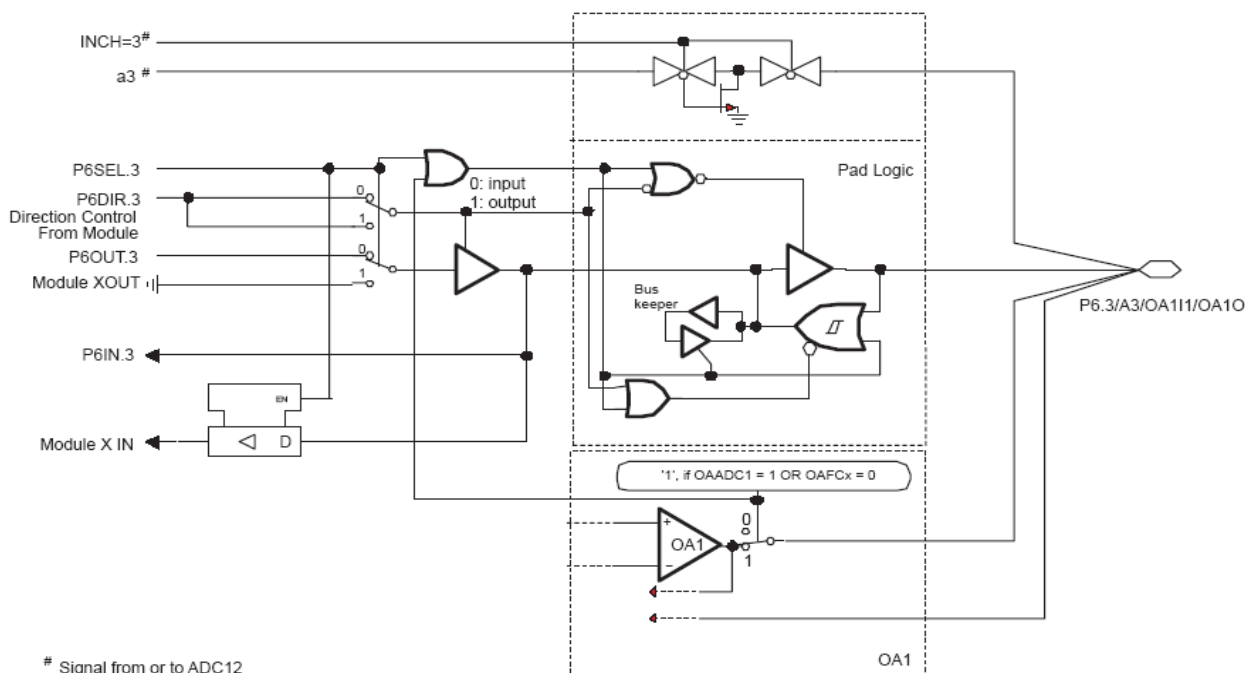 INCH=3#
a3 #
P6SEL.3
P6DIR.3
Direction Control
From Module
P6OUT.3
Module XOUT
P6IN.3
Module X IN
0
1
0
1
0: input
1: output
EN
D
Pad Logic
Bus
keeper
P6.3/A3/OA1I1/OA1O
'1', if OAADC1 = 1 OR OAFCx = 0
+
OA1
−
0
1
OA1
# Signal from or to ADC12